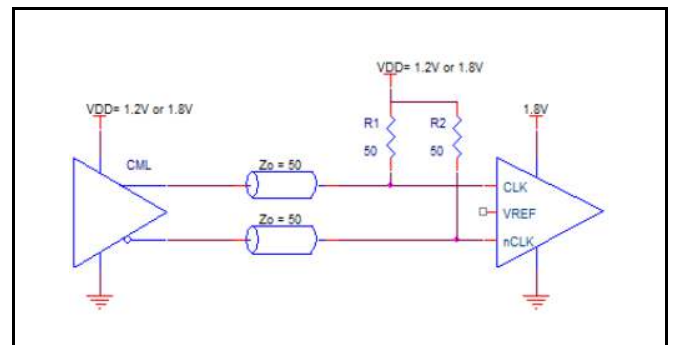 VDD= 1.2V or 1.8V
VDD= 1.2V or 1.8V
1.8V
R1
R2
50
50
CML
Zo = 50
CLK
VREF
Zo = 50
nCLK